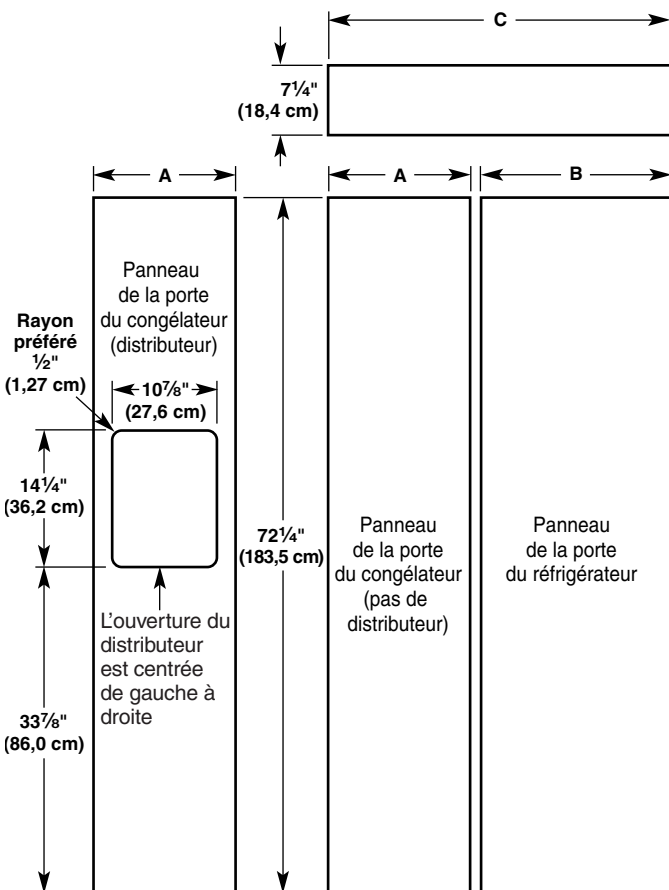 C
7¼"
(18,4 cm)
A
A
B
Panneau
de la porte
du congélateur
(distributeur)
Rayon
préféré
½"
(1,27 cm)
10⅞"
(27,6 cm)
14¼"
(36,2 cm)
72¼"
(183,5 cm)
Panneau
de la porte
du congélateur
(pas de
distributeur)
Panneau
de la porte
du réfrigérateur
L'ouverture du
distributeur
est centrée
de gauche à
droite
33⅞"
(86,0 cm)